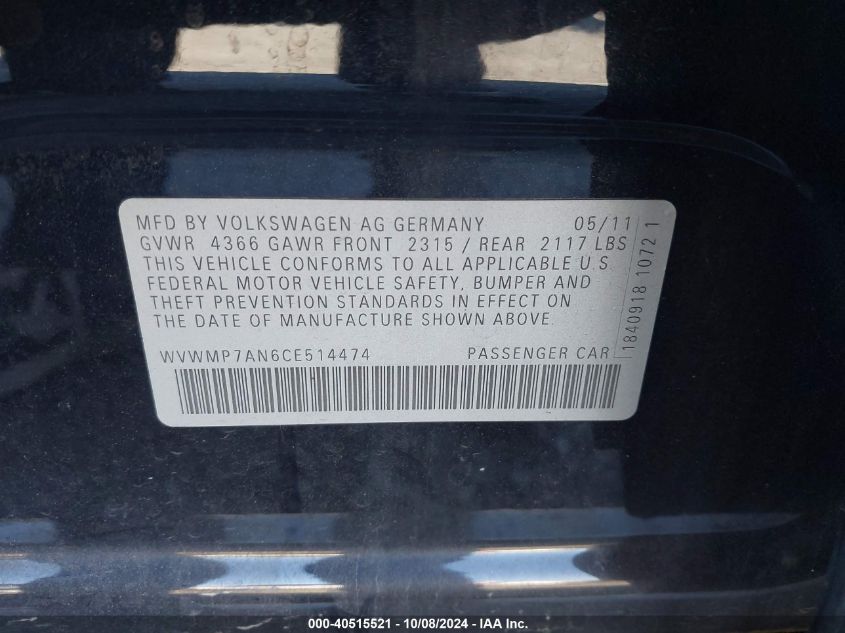 MFD BY VOLKSWAGEN AG GERMANY 05/11
GVWR 4366 GAWR FRONT 2315 / REAR 2117 LBS
THIS VEHICLE CONFORMS TO ALL APPLICABLE U.S
FEDERAL MOTOR VEHICLE SAFETY, BUMPER AND
THEFT PREVENTION STANDARDS IN EFFECT ON
THE DATE OF MANUFACTURE SHOWN ABOVE.
WVWMP7AN6CE514474 PASSENGER CAR
1840918 1072 1
000-40515521 - 10/08/2024 - IAA Inc.